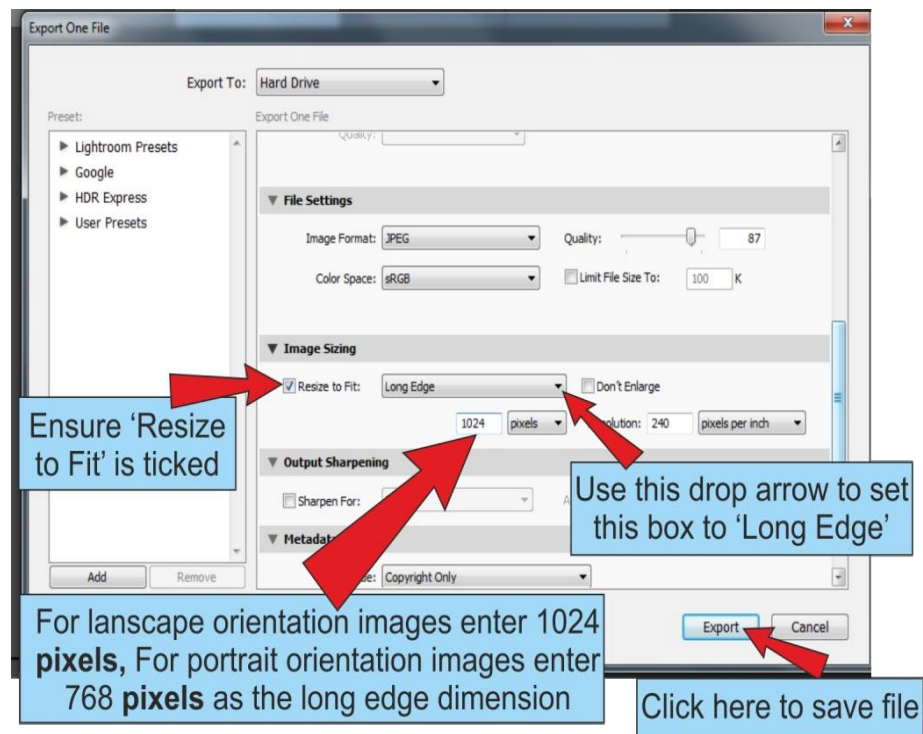 Export One File
Export To: Hard Drive
Preset:
Export One File
Lightroom Presets
Google
HDR Express
User Presets
Quality:
File Settings
Image Format: JPEG Quality: 87
Color Space: sRGB Limit File Size To: 100 K
Image Sizing
Resize to Fit: Long Edge Don't Enlarge
1024 pixels olution: 240 pixels per inch
Output Sharpening
Sharpen For: A
Metadat
de: Copyright Only
Add Remove
Export Cancel
Ensure ‘Resize
to Fit’ is ticked
Use this drop arrow to set
this box to ‘Long Edge’
For lanscape orientation images enter 1024
pixels, For portrait orientation images enter
768 pixels as the long edge dimension
Click here to save file